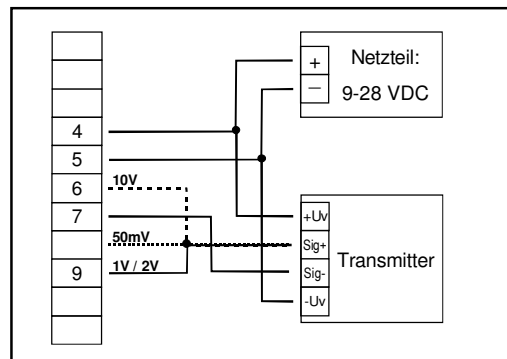 Netzteil:
+
9-28 VDC
–
4
5
6
10V
7
+Uv
50mV
Sig+
9
1V / 2V
Sig-
Transmitter
-Uv